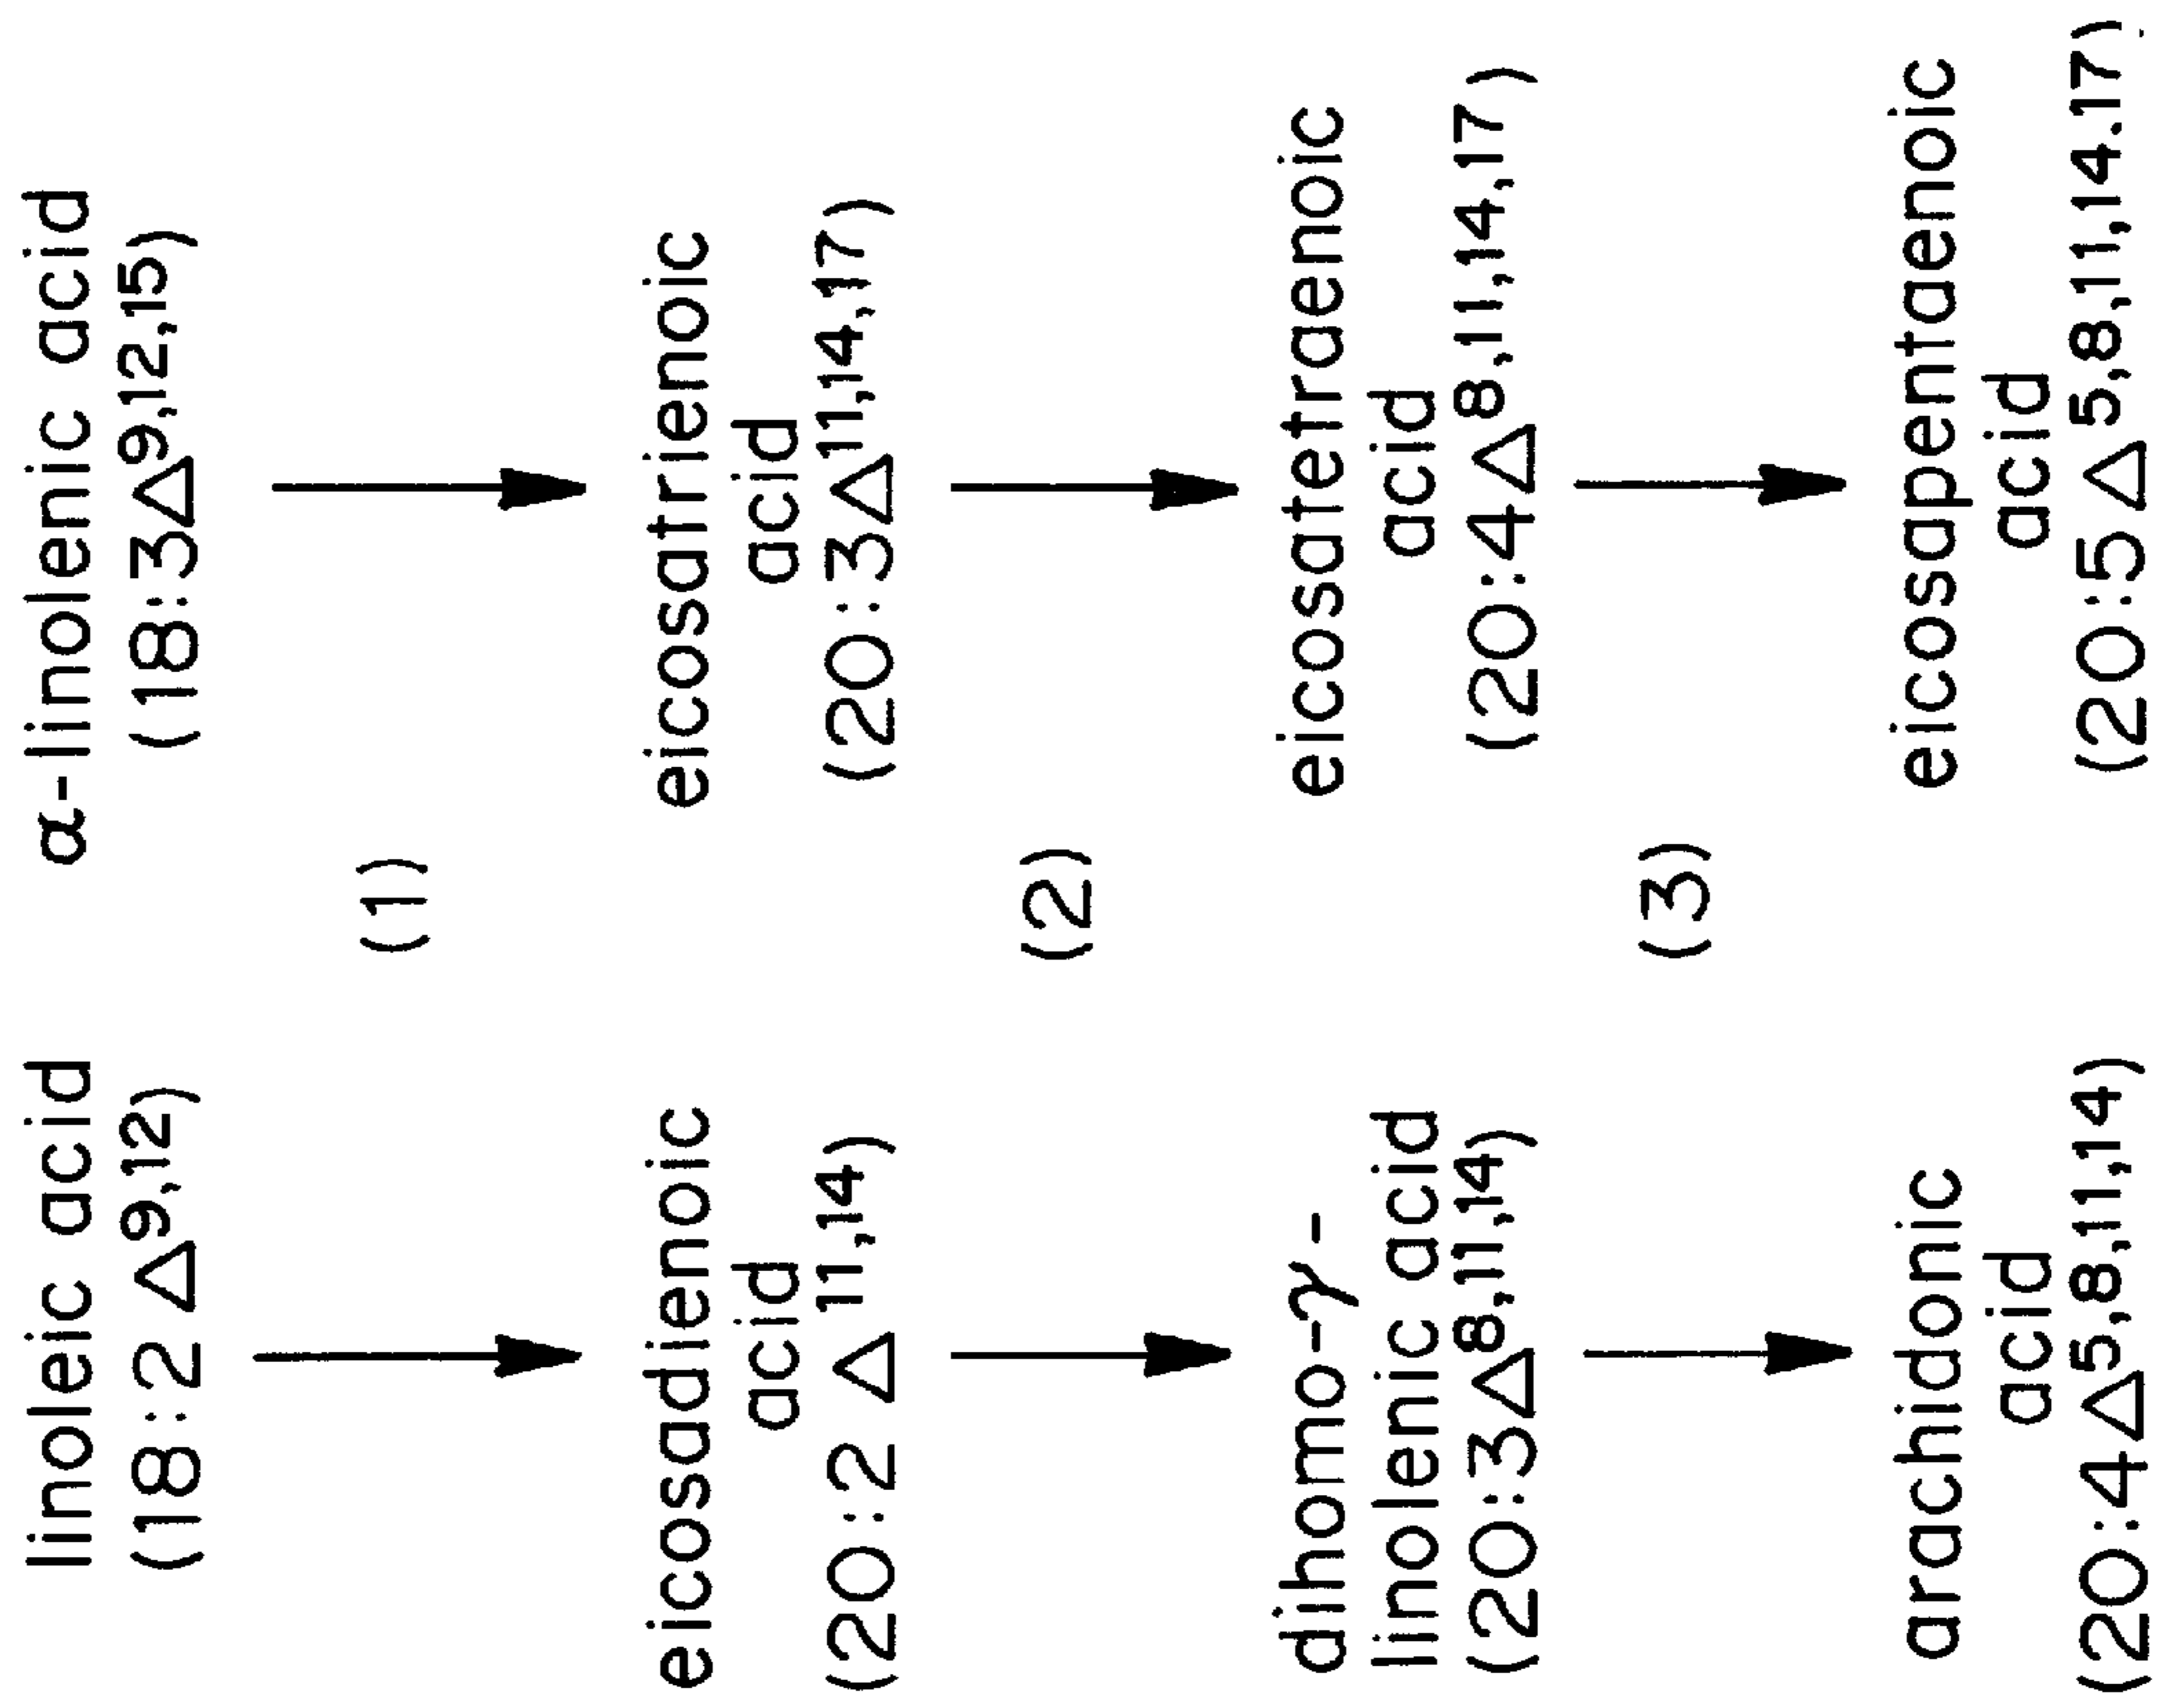 linoleic acid
(18:2 Δ9,12)
α-linolenic acid
(18:3Δ9,12,15)
(1)
eicosadienoic
acid
(20:2 Δ11,14)
eicosatrienoic
acid
(20:3Δ11,14,17)
(2)
dihomo-γ-
linolenic acid
(20:3Δ8,11,14)
eicosatetraenoic
acid
(20:4Δ8,11,14,17)
(3)
arachidonic
acid
(20:4Δ5,8,11,14)
eicosapentaenoic
acid
(20:5Δ5,8,11,14.17)